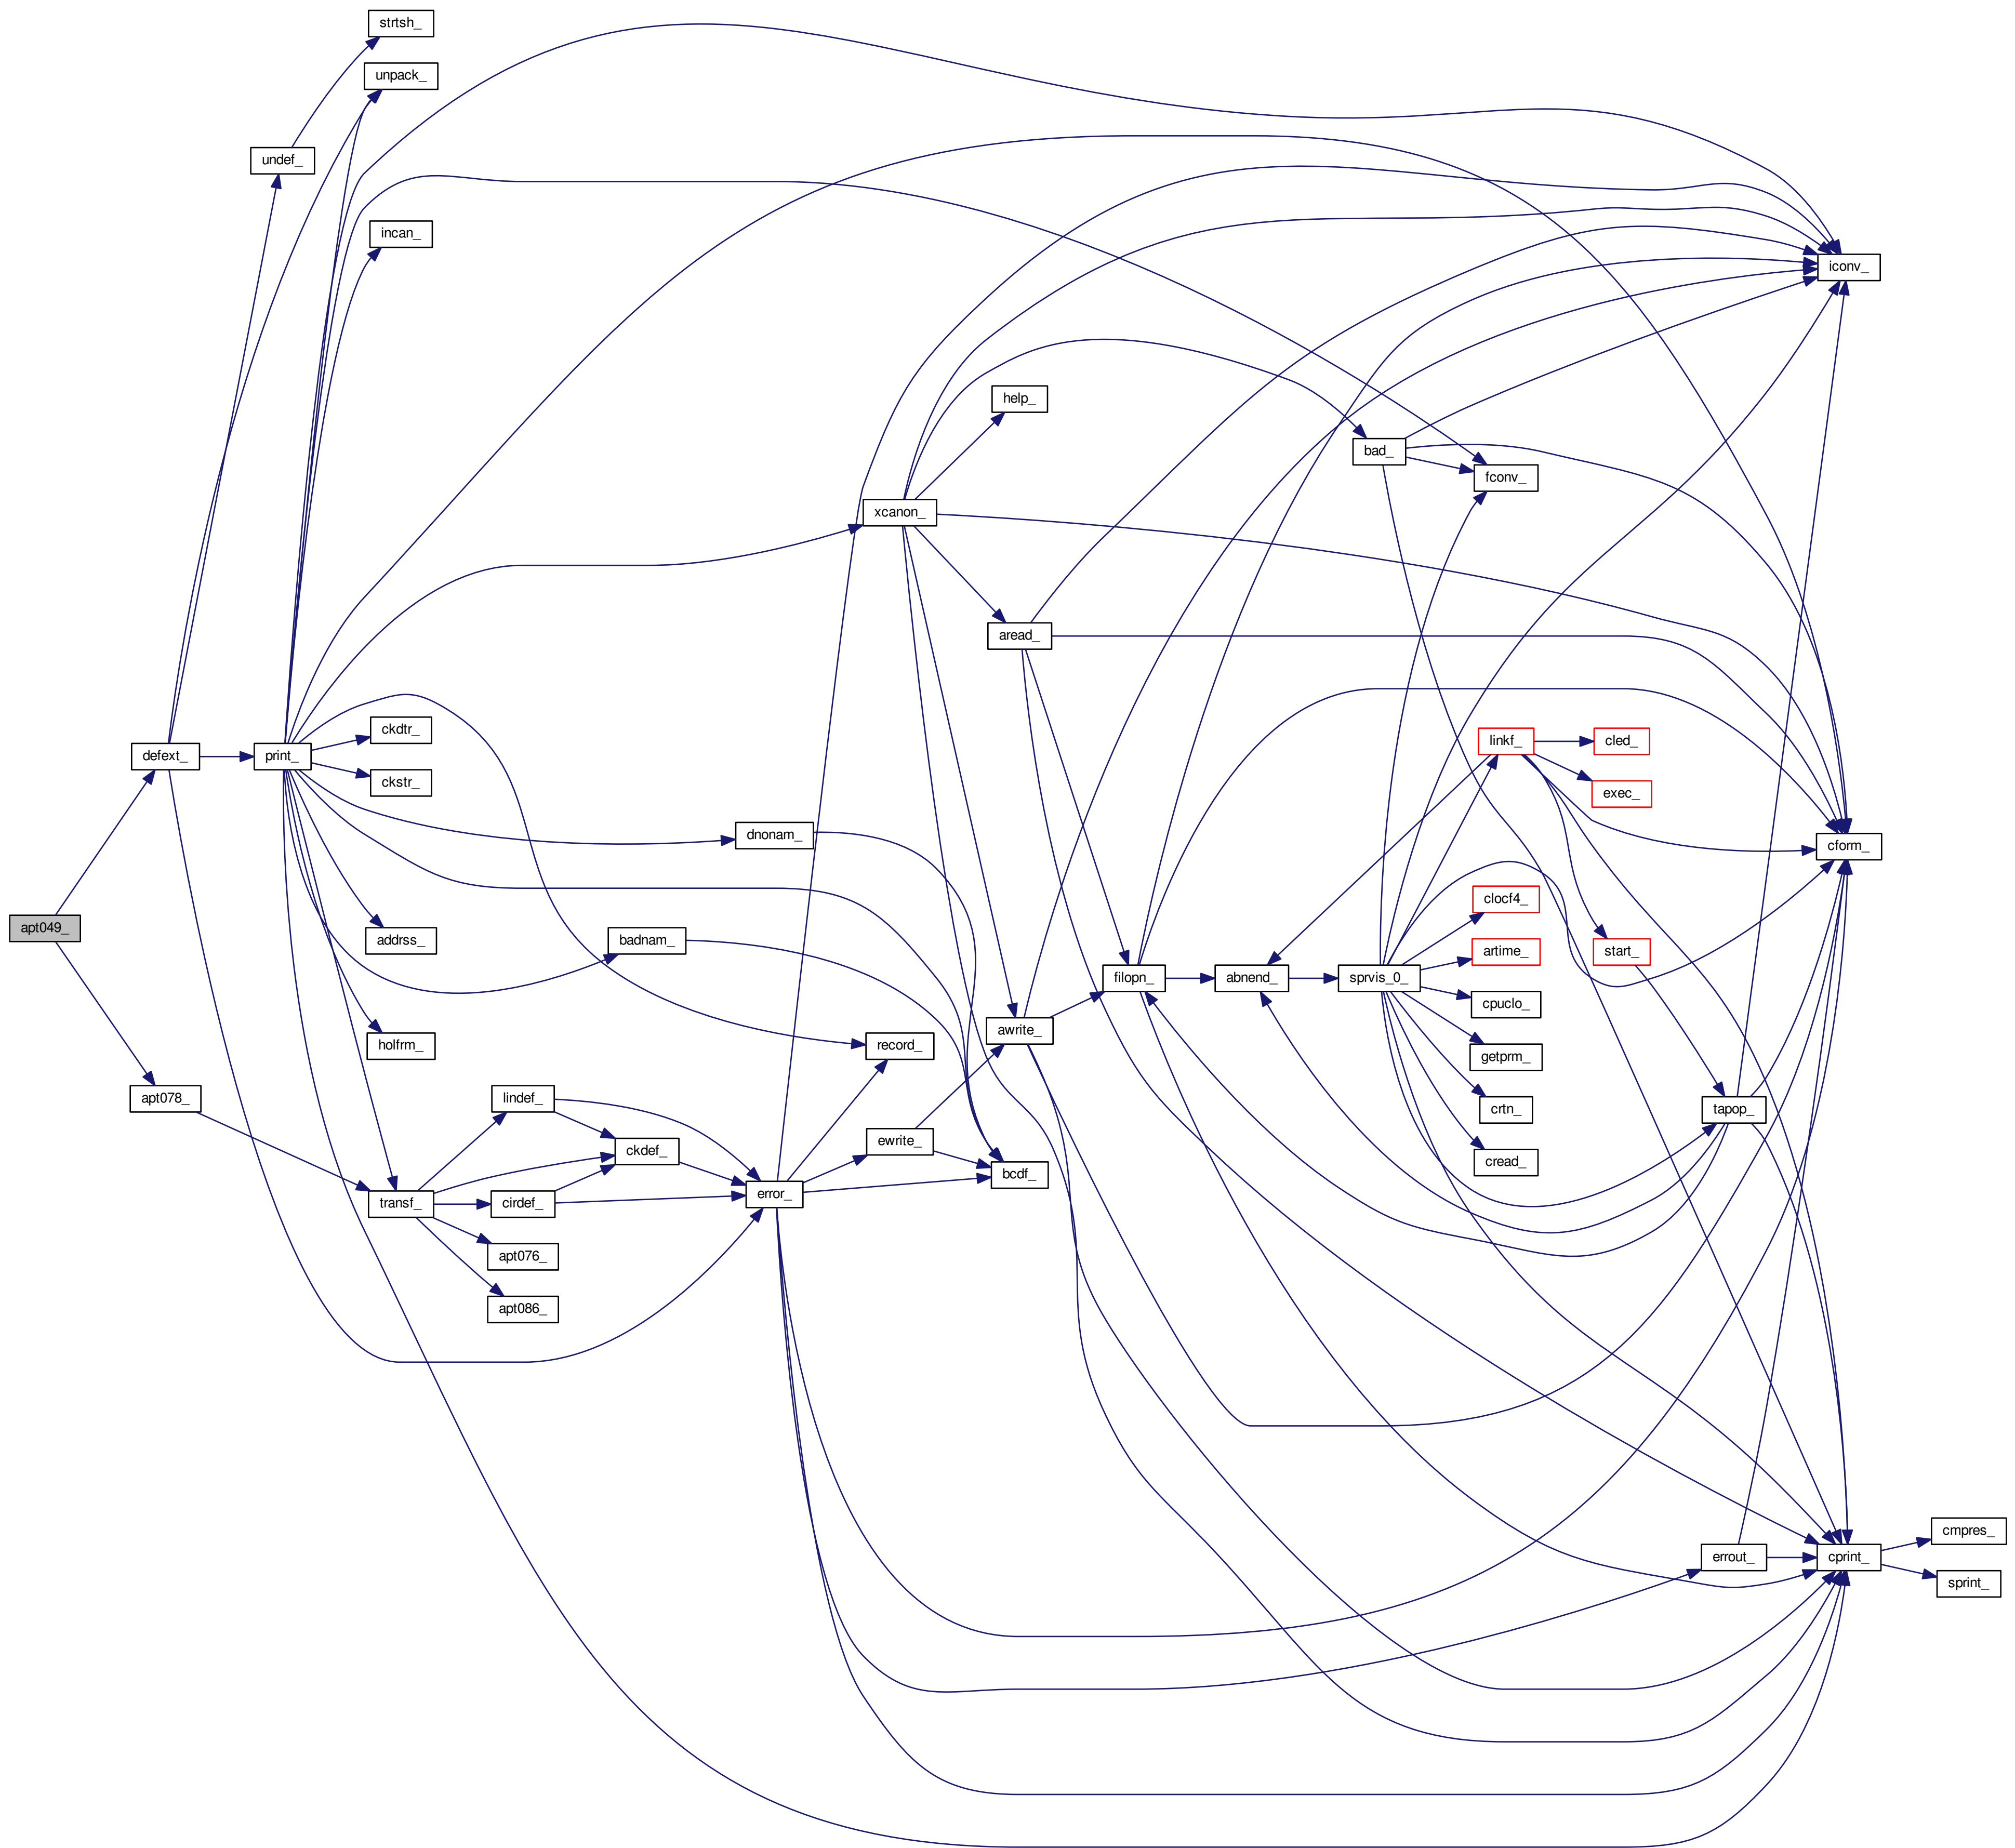 strtsh_
unpack_
undef_
incan_
iconv_
help_
bad_
fconv_
xcanon_
aread_
ckdtr_
linkf_
cled_
defext_
print_
ckstr_
exec_
dnonam_
cform_
clocf4_
apt049_
addrss_
badnam_
artime_
start_
filopn_
abnend_
sprvis_0_
cpuclo_
holfrm_
record_
awrite_
getprm_
apt078_
lindef_
crtn_
tapop_
ckdef_
ewrite_
cread_
bcdf_
transf_
cirdef_
error_
apt076_
apt086_
cmpres_
errout_
cprint_
sprint_